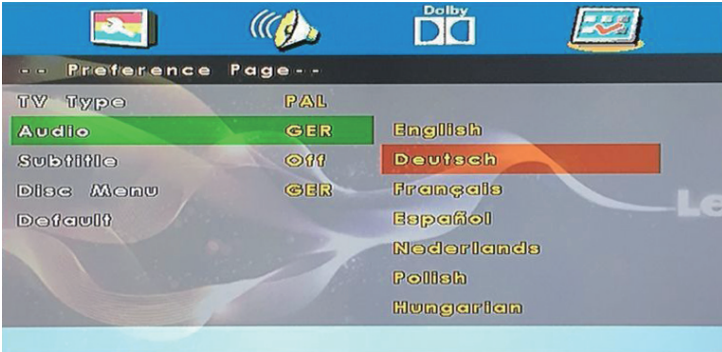 Dolby
-- Preference Page--
TV Type PAL
Audio GER English
Subtitle Off Deutsch
Disc Menu GER Français
Default Español
Nederlands
Polish
Hungarian
Le